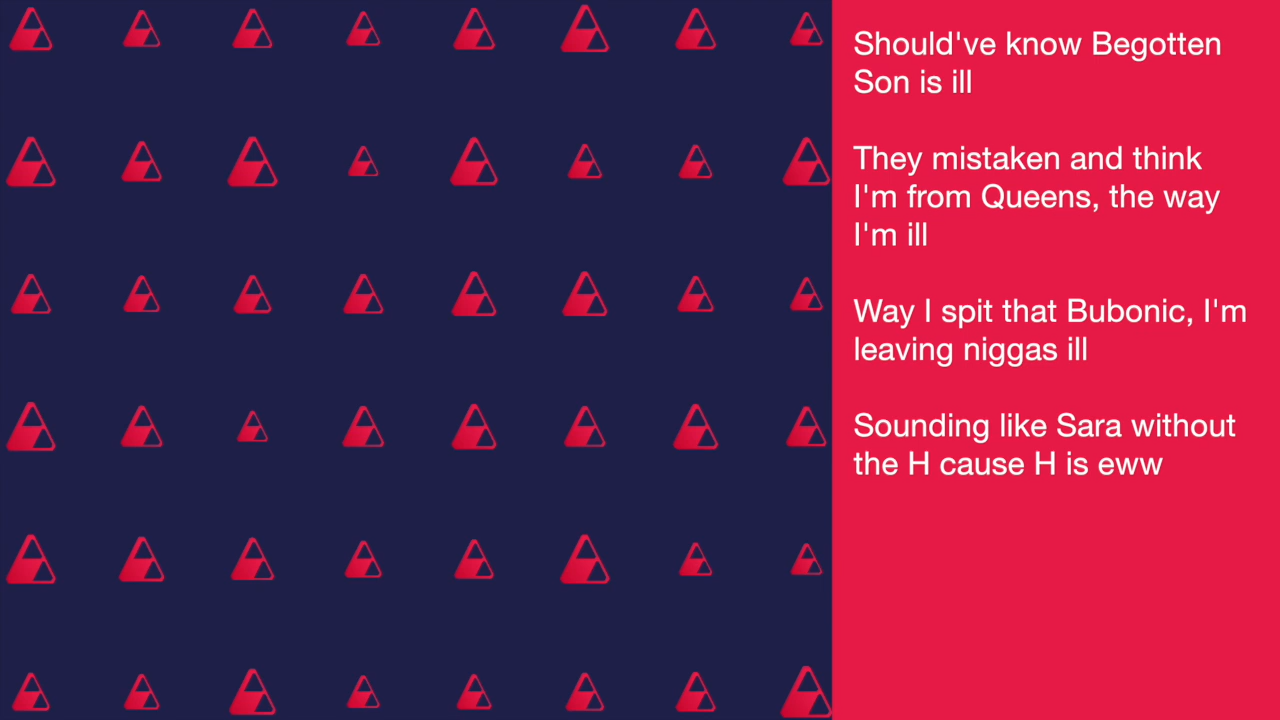 Should've know Begotten
Son is ill
They mistaken and think
I'm from Queens, the way
I'm ill
Way I spit that Bubonic, I'm
leaving niggas ill
Sounding like Sara without
the H cause H is eww